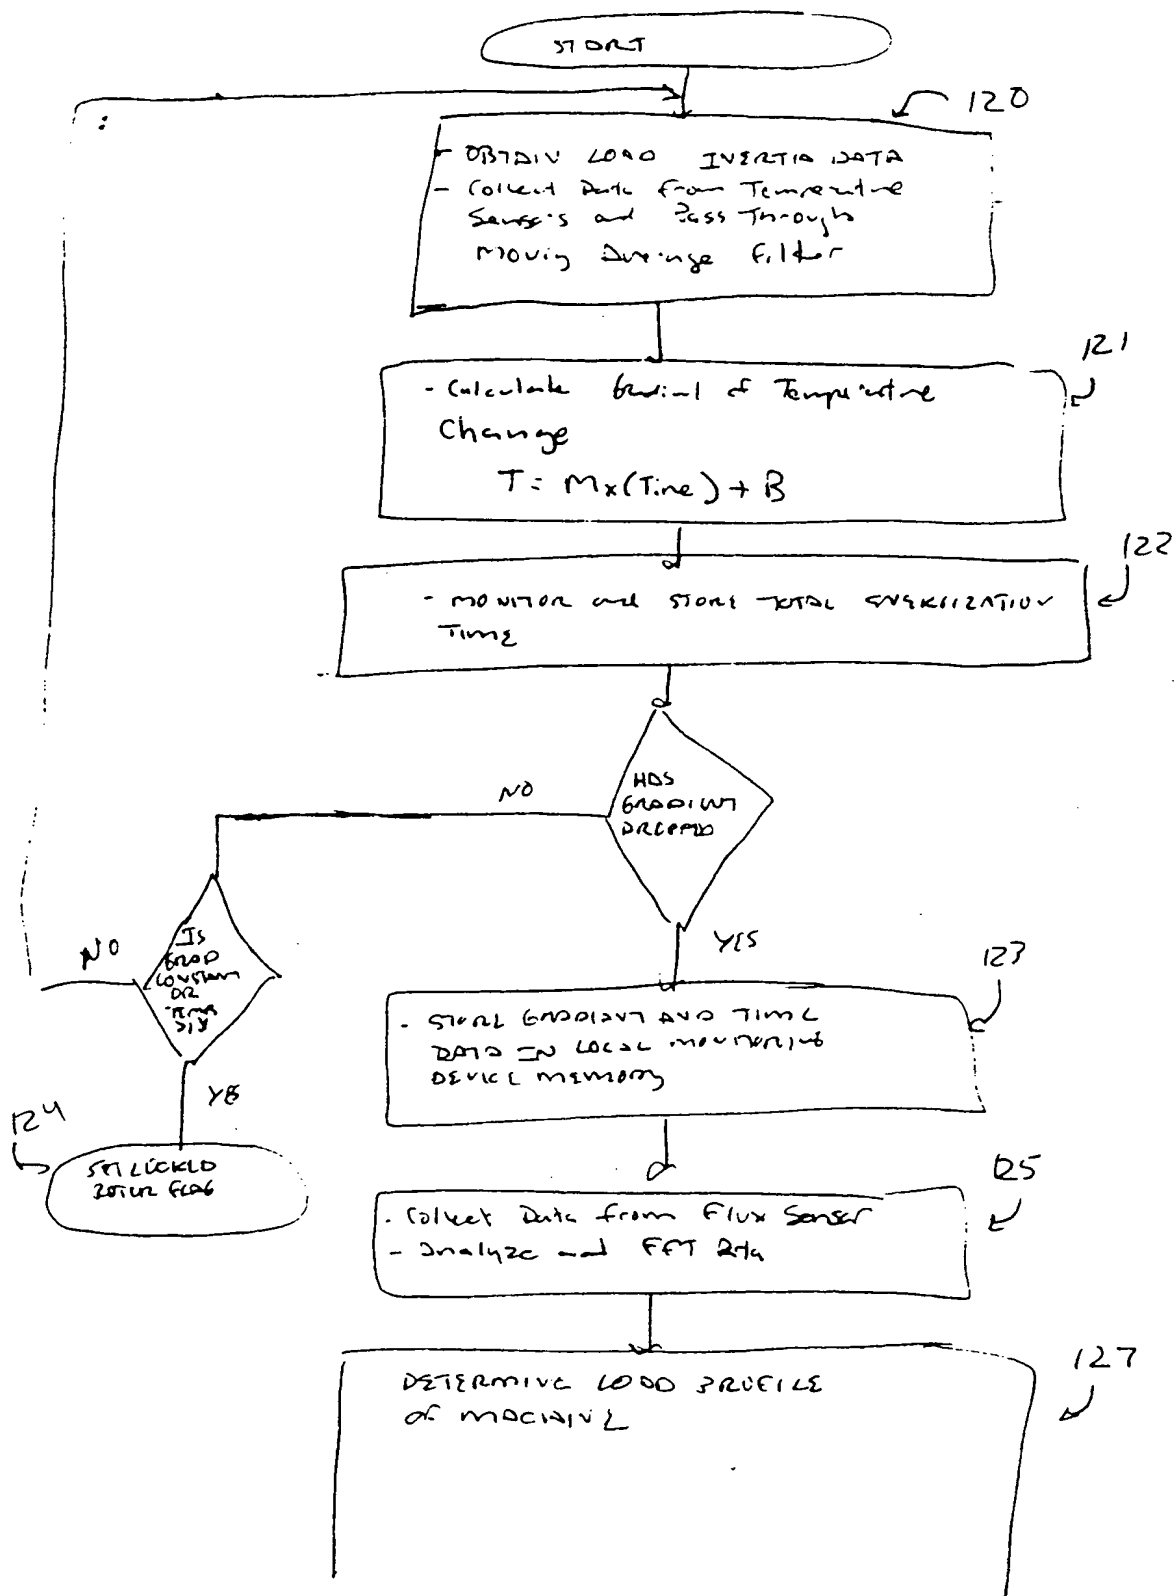 START
120
- OBTAIN LOAD INERTIA DATA
- Collect Data from Temperature
Sensors and Pass Through
Moving Average Filter
121
- Calculate Gradient of Temperature
Change
T = Mx(Time) + B
122
- MONITOR and STORE TOTAL ENERGIZATION
TIME
HAS
GRADIENT
DROPPED
NO
YES
IS
GRAD
CONSTANT
OR
NO
YES
124
SET LOCKED
ROTOR FLAG
123
- STORE GRADIENT AND TIME
DATA IN LOCAL MONITORING
DEVICE MEMORY
125
- Collect Data from Flux Sensor
- Analyze and FFT Data
127
DETERMINE LOAD PROFILE
OF MACHINE